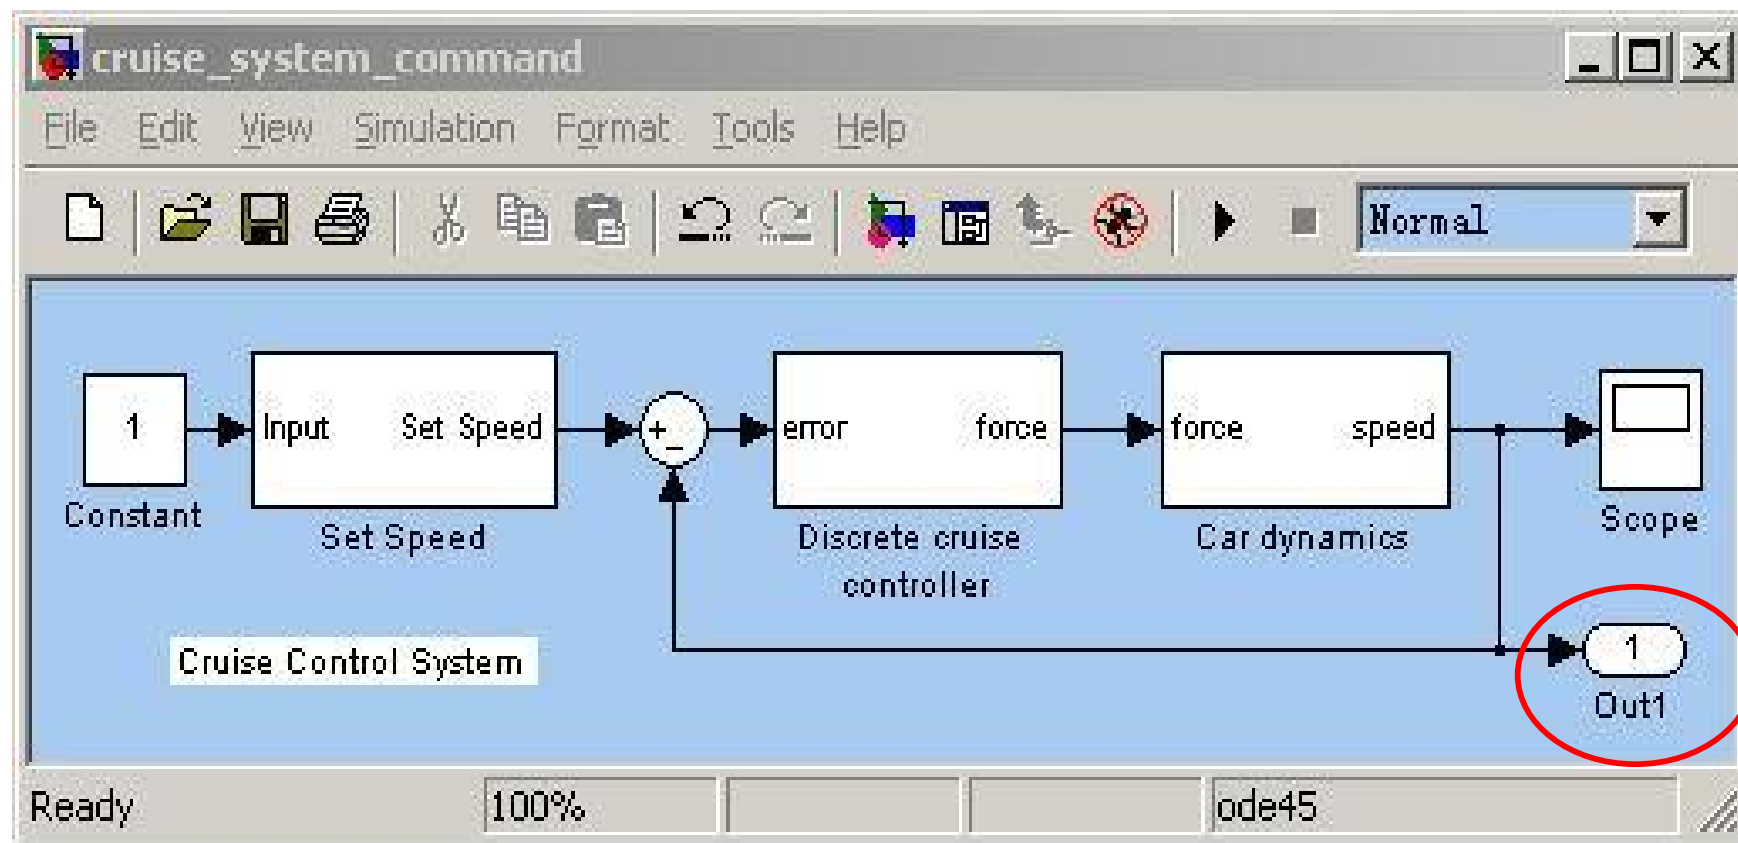 cruise_system_command
File Edit View Simulation Format Tools Help
Normal
1
Input Set Speed
+
-
error force
force speed
Constant
Set Speed
Discrete cruise
controller
Car dynamics
Scope
Cruise Control System
1
Out1
Ready 100% ode45